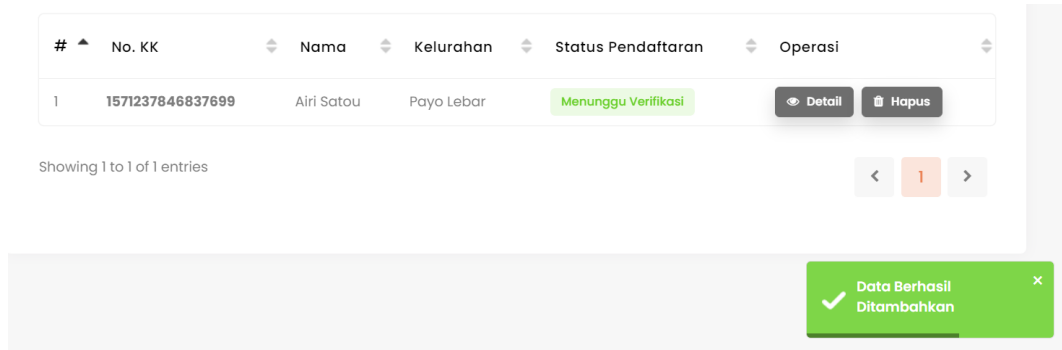 # No. KK Nama Kelurahan Status Pendaftaran Operasi
1 1571237846837699 Airi Satou Payo Lebar Menunggu Verifikasi Detail Hapus
Showing 1 to 1 of 1 entries
1
Data Berhasil
Ditambahkan